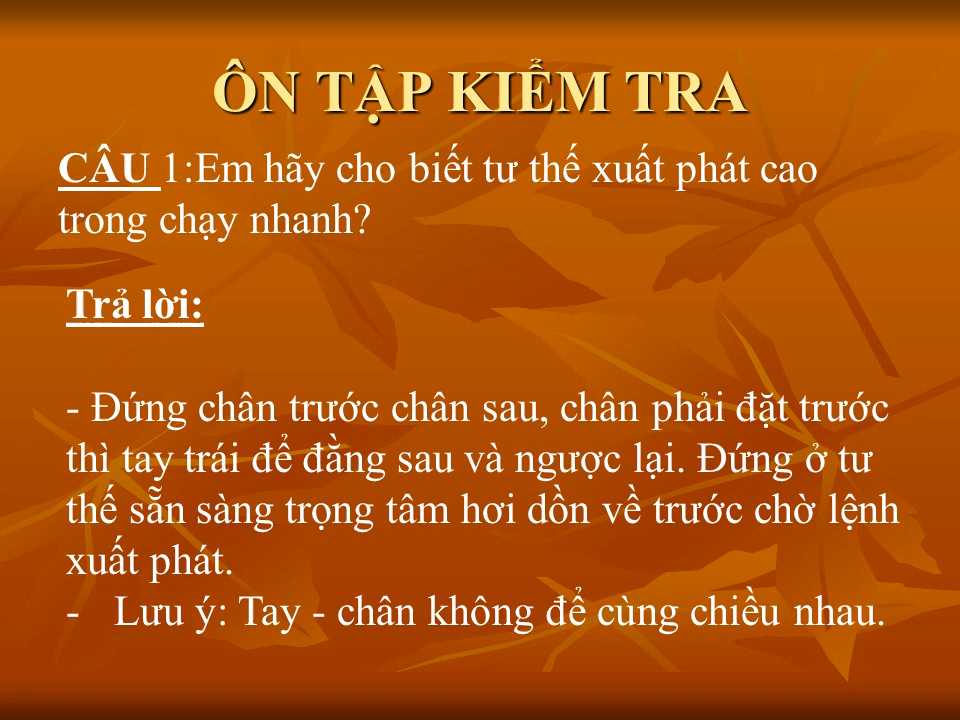 ÔN TẬP KIỂM TRA
CÂU 1:Em hãy cho biết tư thế xuất phát cao
trong chạy nhanh?
Trả lời:
- Đứng chân trước chân sau, chân phải đặt trước
thì tay trái để đằng sau và ngược lại. Đứng ở tư
thế sẵn sàng trọng tâm hơi dồn về trước chờ lệnh
xuất phát.
- Lưu ý: Tay - chân không để cùng chiều nhau.